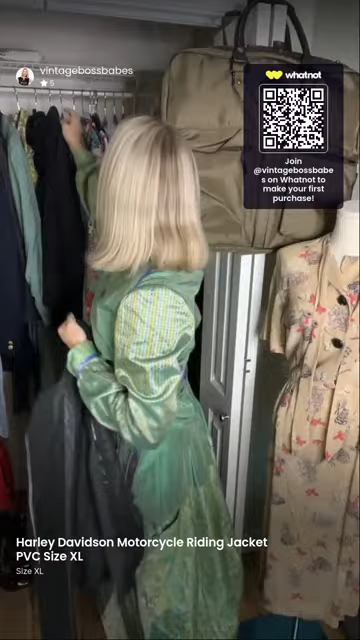 vintagebossbabes
★ 5
whatnot
Join
@vintagebossbabe
s on Whatnot to
make your first
purchase!
Harley Davidson Motorcycle Riding Jacket
PVC Size XL
Size XL